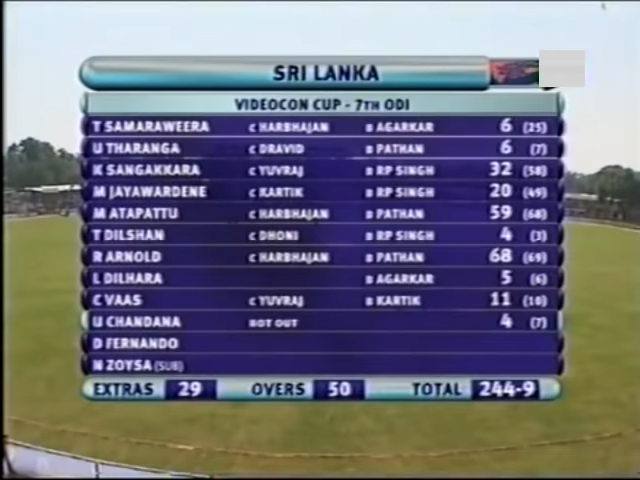 SRI LANKA
VIDEOCON CUP - 7TH ODI
T SAMARAWEERA C HARBHAJAN B AGARKAR 6 (25)
U THARANGA C DRAVID B PATHAN 6 (7)
K SANGAKKARA C YUVRAJ B RP SINGH 32 (38)
M JAYAWARDENE C KARTIK B RP SINGH 20 (49)
M ATAPATTU C HARBHAJAN B PATHAN 59 (68)
T DILSHAN C DHONI B RP SINGH 4 (3)
R ARNOLD C HARBHAJAN B PATHAN 68 (69)
L DILHARA B AGARKAR 5 (6)
C VAAS C YUVRAJ B KARTIK 11 (10)
U CHANDANA NOT OUT 4 (7)
D FERNANDO
N ZOYSA (SUB)
EXTRAS 29 OVERS 50 TOTAL 244-9